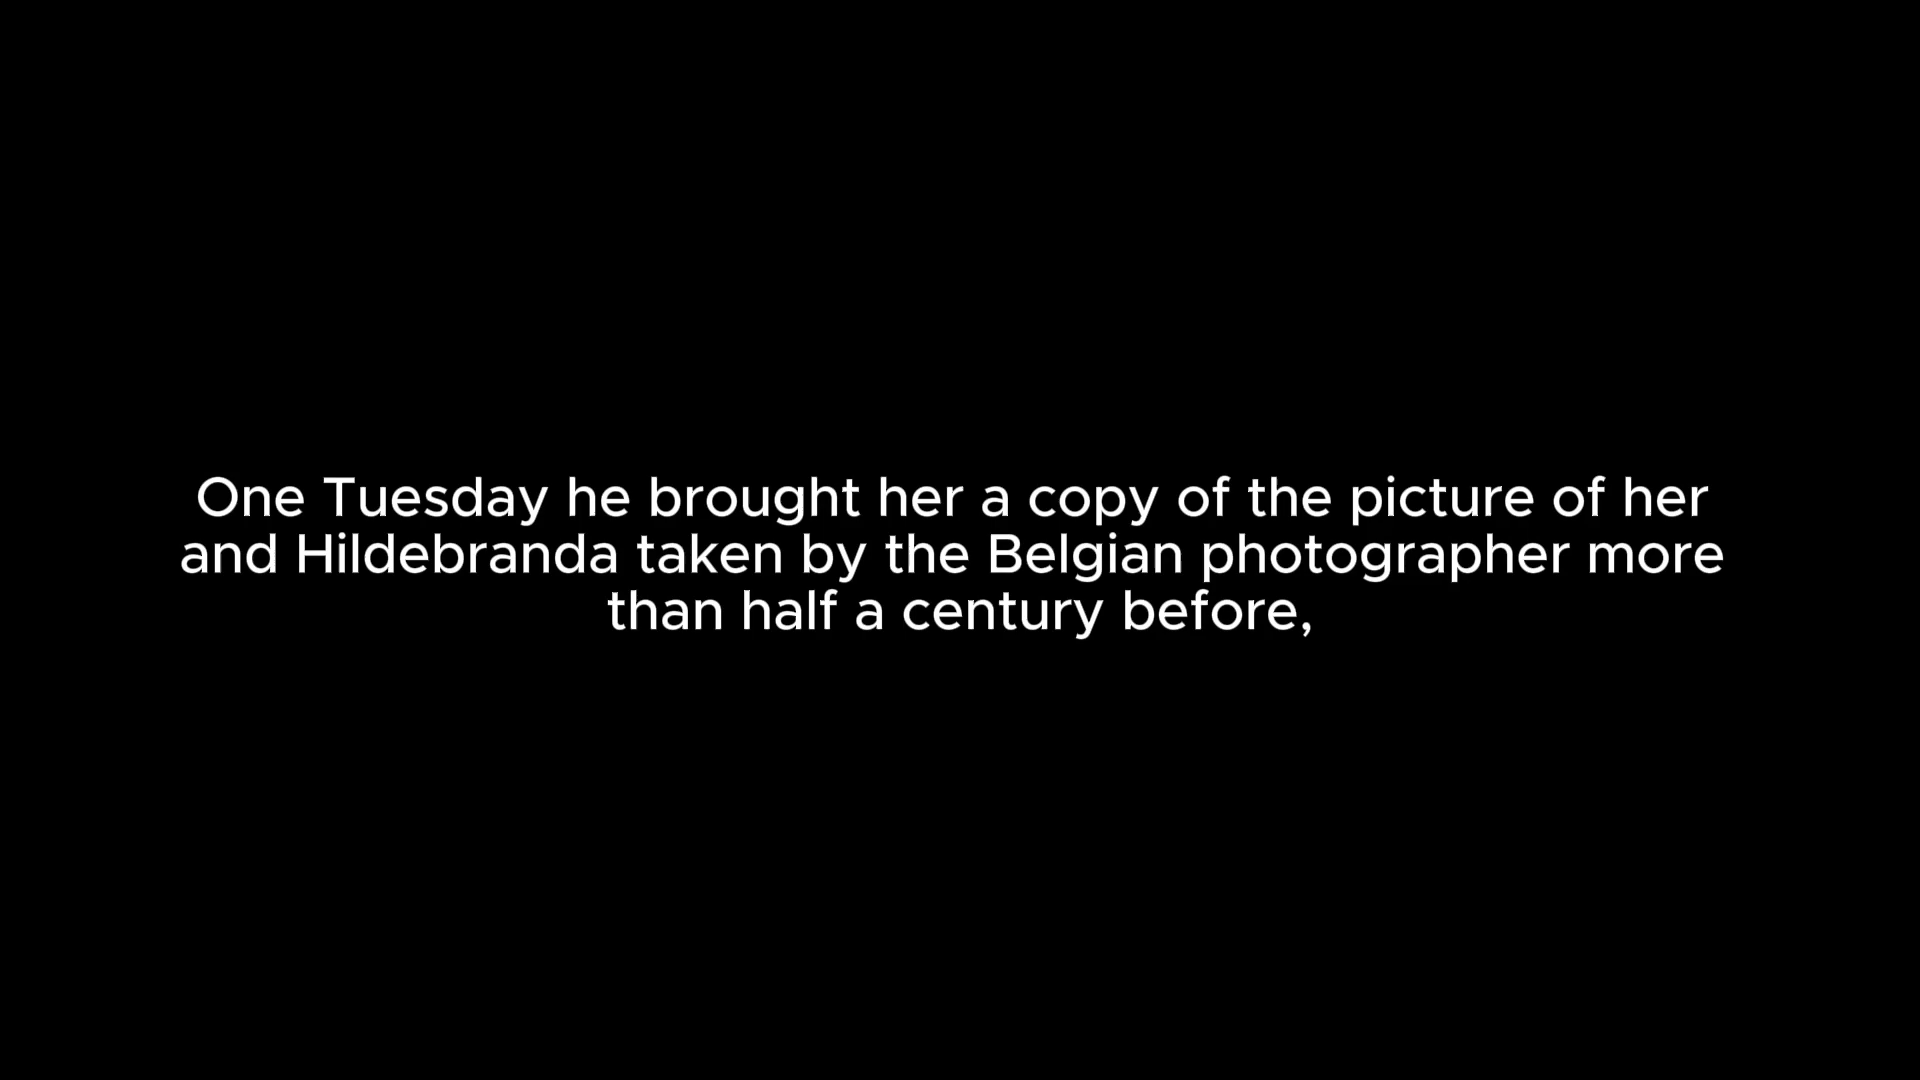 One Tuesday he brought her a copy of the picture of her
and Hildebranda taken by the Belgian photographer more
than half a century before,